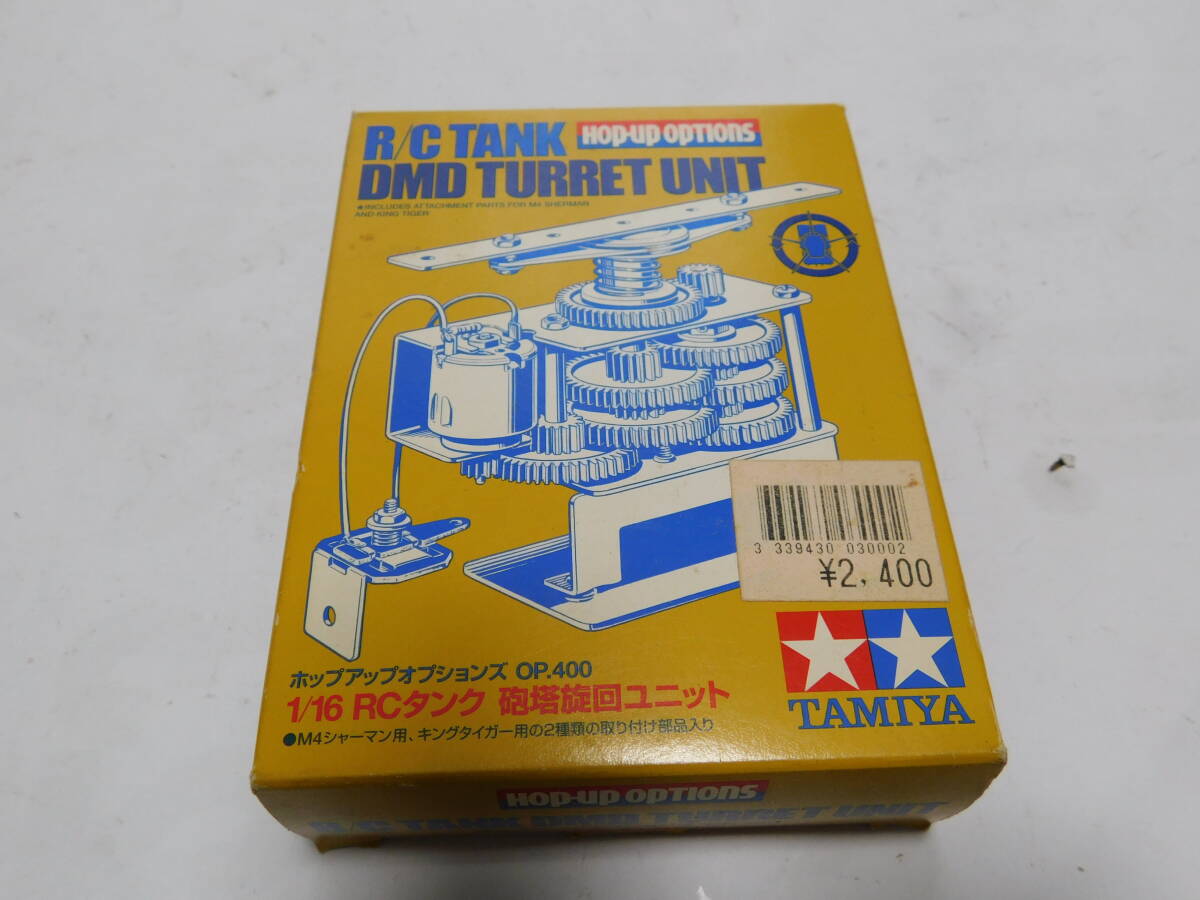 R/C TANK HOP-UP OPTIONS
DMD TURRET UNIT
★INCLUDES ATTACHMENT PARTS FOR M4 SHERMAN
AND KING TIGER
3 339430 030002
¥2,400
ホップアップオプションズ OP.400
1/16 RCタンク 砲塔旋回ユニット
●M4シャーマン用、キングタイガー用の2種類の取り付け部品入り
TAMIYA
HOP-UP OPTIONS
R/C TANK DMD TURRET UNIT